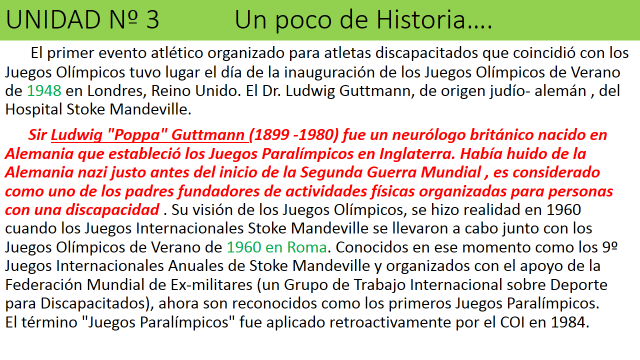 UNIDAD Nº 3 Un poco de Historia....
El primer evento atlético organizado para atletas discapacitados que coincidió con los
Juegos Olímpicos tuvo lugar el día de la inauguración de los Juegos Olímpicos de Verano
de 1948 en Londres, Reino Unido. El Dr. Ludwig Guttmann, de origen judío- alemán , del
Hospital Stoke Mandeville.
Sir Ludwig "Poppa" Guttmann (1899 -1980) fue un neurólogo británico nacido en
Alemania que estableció los Juegos Paralímpicos en Inglaterra. Había huido de la
Alemania nazi justo antes del inicio de la Segunda Guerra Mundial , es considerado
como uno de los padres fundadores de actividades físicas organizadas para personas
con una discapacidad . Su visión de los Juegos Olímpicos, se hizo realidad en 1960
cuando los Juegos Internacionales Stoke Mandeville se llevaron a cabo junto con los
Juegos Olímpicos de Verano de 1960 en Roma. Conocidos en ese momento como los 9º
Juegos Internacionales Anuales de Stoke Mandeville y organizados con el apoyo de la
Federación Mundial de Ex-militares (un Grupo de Trabajo Internacional sobre Deporte
para Discapacitados), ahora son reconocidos como los primeros Juegos Paralímpicos.
El término "Juegos Paralímpicos" fue aplicado retroactivamente por el COI en 1984.